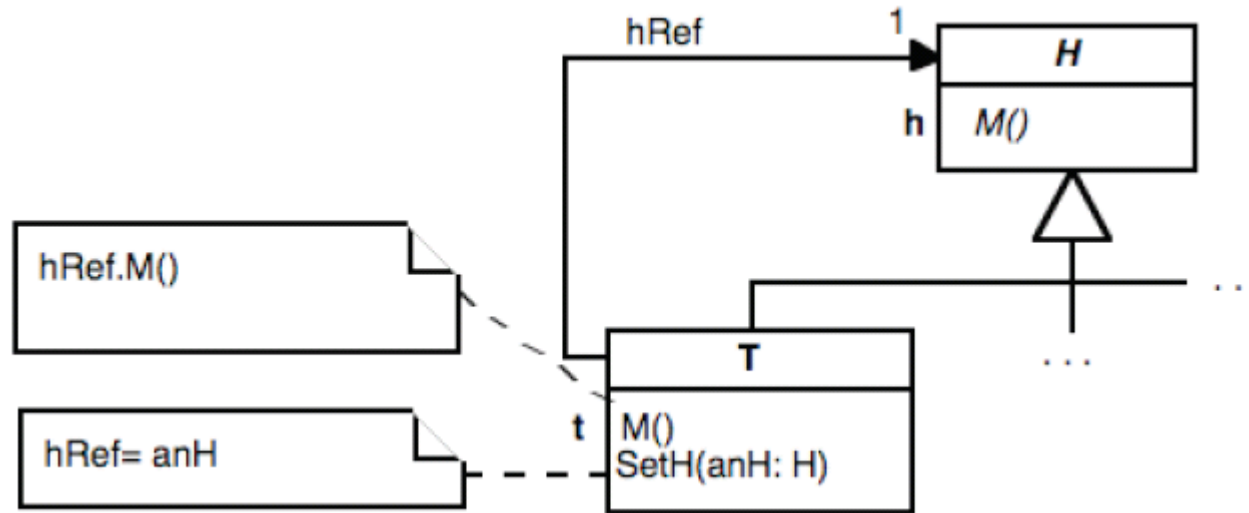 hRef
1
H
h
M()
hRef.M()
. .
T
. . .
hRef= anH
t
M()
SetH(anH: H)